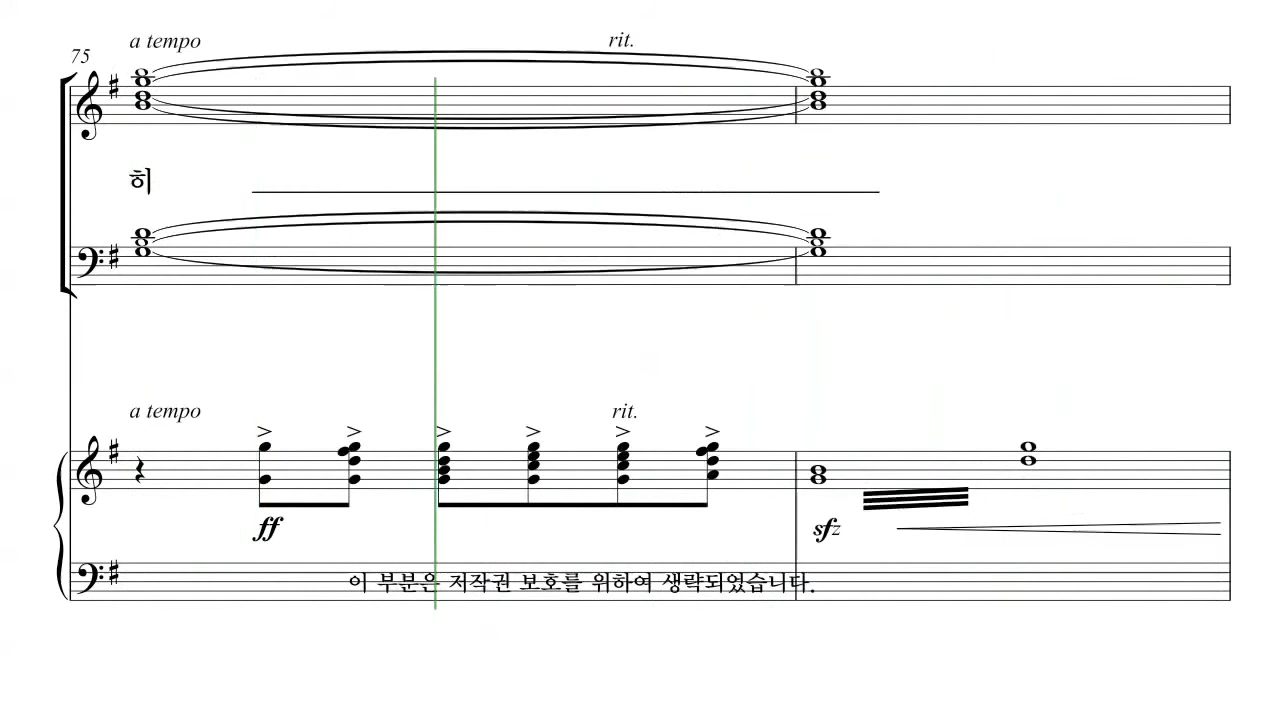 a tempo rit.
75
히
a tempo rit.
ff sfz
이 부분은 저작권 보호를 위하여 생략되었습니다.